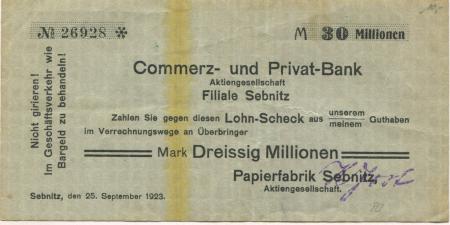 № 26928 * M 30 Millionen
Nicht girieren!
Im Geschäftsverkehr wie
Bargeld zu behandeln!
Commerz- und Privat-Bank
Aktiengesellschaft
Filiale Sebnitz
Zahlen Sie gegen diesen Lohn-Scheck aus unserem/meinem Guthaben
im Verrechnungswege an Überbringer
Mark Dreissig Millionen
Papierfabrik Sebnitz,
Aktiengesellschaft.
Sebnitz, den 25. September 1923.